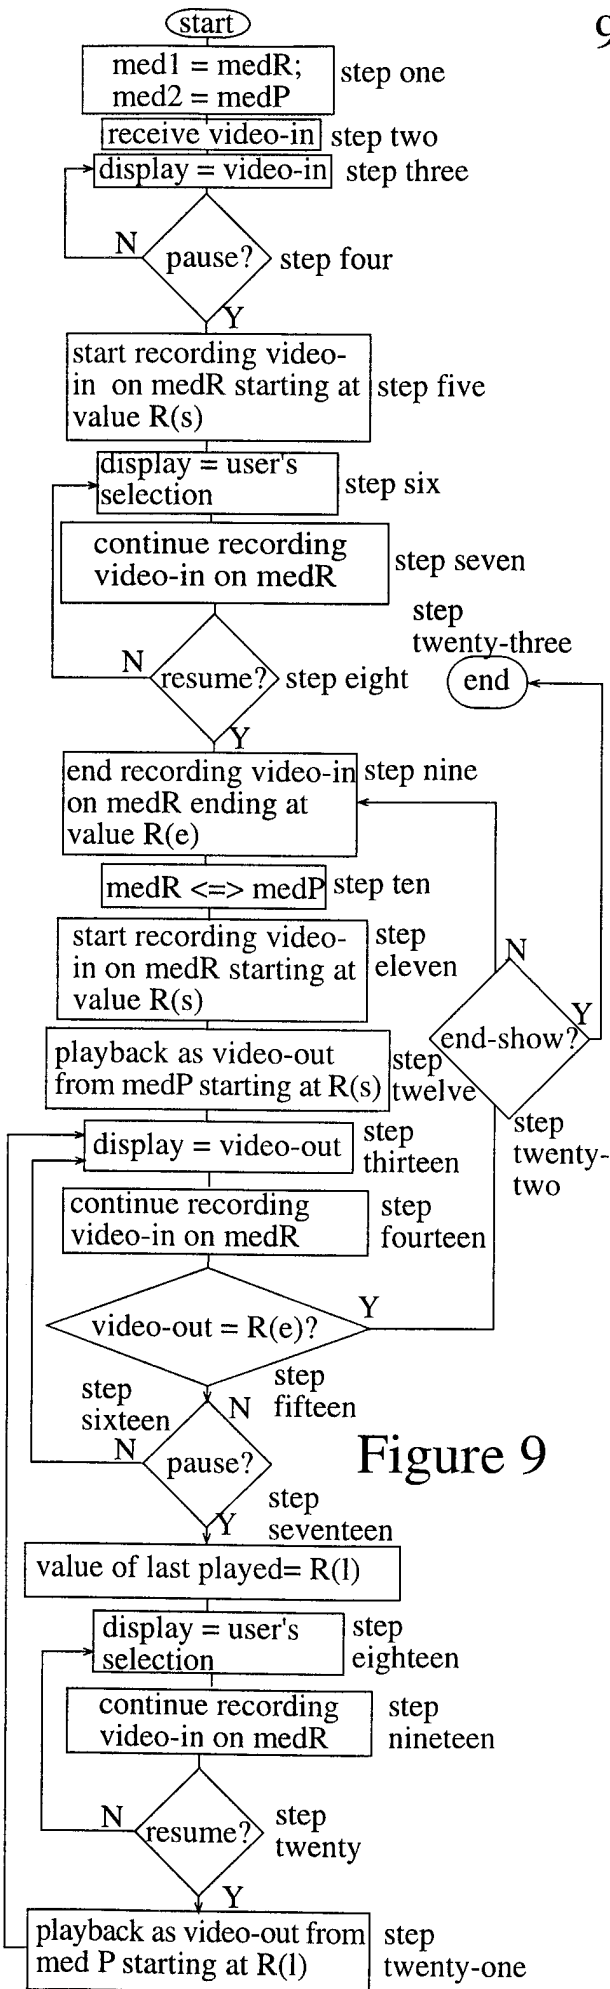 start
9
med1 = medR;
med2 = medP
step one
receive video-in
step two
display = video-in
step three
N
pause?
step four
Y
start recording video-
in on medR starting at
value R(s)
step five
display = user's
selection
step six
continue recording
video-in on medR
step seven
step
twenty-three
end
N
resume?
step eight
Y
end recording video-in
on medR ending at
value R(e)
step nine
medR <=> medP
step ten
start recording video-
in on medR starting at
value R(s)
step
eleven
N
Y
end-show?
playback as video-out
from medP starting at R(s)
step
twelve
step
twenty-
two
display = video-out
step
thirteen
continue recording
video-in on medR
step
fourteen
video-out = R(e)?
Y
step
fifteen
N
step
sixteen
N
pause?
Figure 9
Y
step
seventeen
value of last played= R(l)
display = user's
selection
step
eighteen
continue recording
video-in on medR
step
nineteen
N
resume?
step
twenty
Y
playback as video-out from
med P starting at R(l)
step
twenty-one